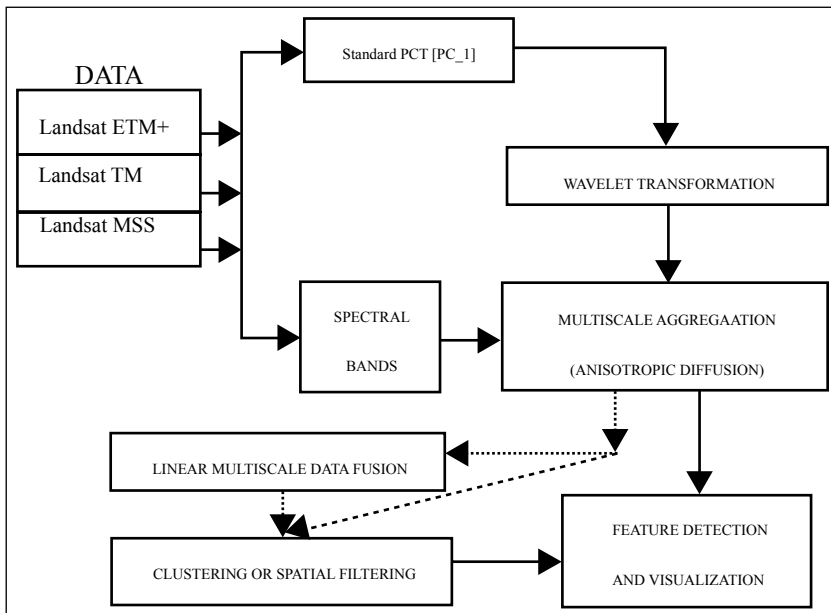 Standard PCT [PC_1]
DATA
Landsat ETM+
Landsat TM
Landsat MSS
WAVELET TRANSFORMATION
SPECTRAL
BANDS
MULTISCALE AGGREGAATION
(ANISOTROPIC DIFFUSION)
LINEAR MULTISCALE DATA FUSION
CLUSTERING OR SPATIAL FILTERING
FEATURE DETECTION
AND VISUALIZATION